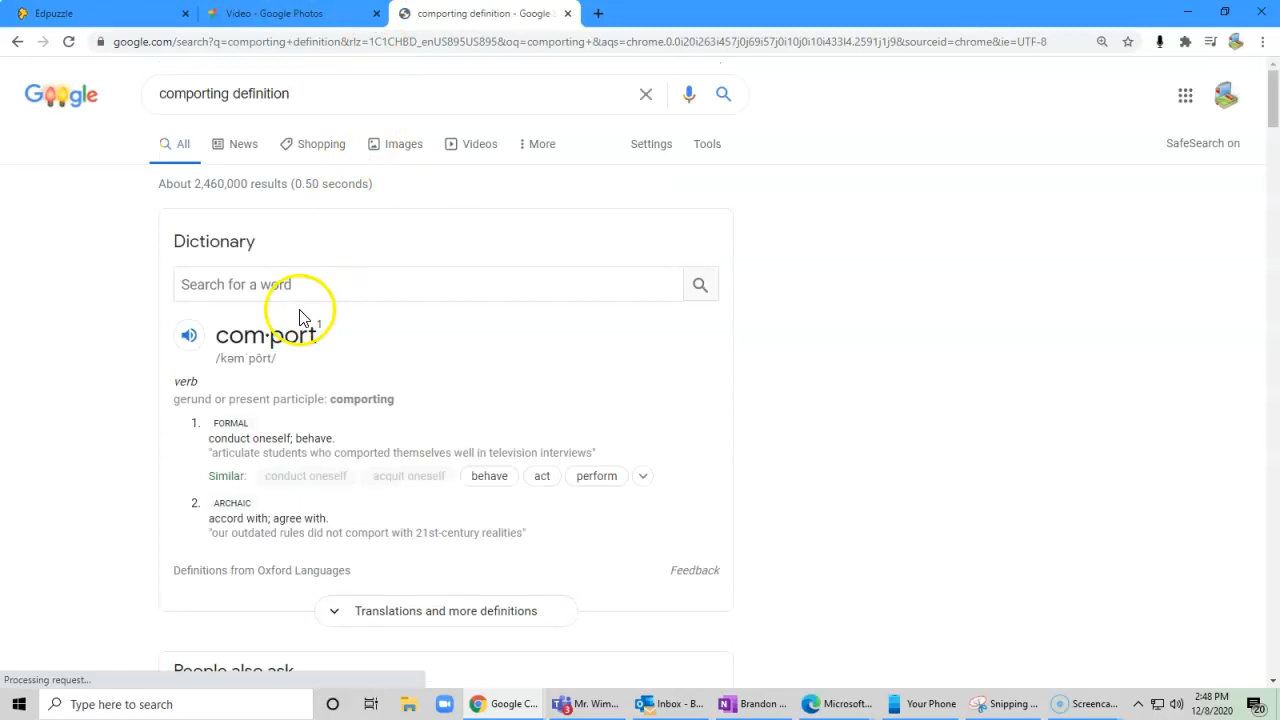 Edpuzzle
Video - Google Photos
comporting definition - Google
google.com/search?q=comporting+definition&rlz=1C1CHBD_enUS895US895&oq=comporting+&aqs=chrome.0.0i20i263i457j0j69i57j0i10j0i10i433l4.2591j1j9&sourceid=chrome&ie=UTF-8
Google
comporting definition
All
News
Shopping
Images
Videos
More
Settings
Tools
SafeSearch on
About 2,460,000 results (0.50 seconds)
Dictionary
Search for a word
com·port 1
/kəmˈpôrt/
verb
gerund or present participle: comporting
1. FORMAL
conduct oneself; behave.
"articulate students who comported themselves well in television interviews"
Similar: conduct oneself acquit oneself behave act perform
2. ARCHAIC
accord with; agree with.
"our outdated rules did not comport with 21st-century realities"
Definitions from Oxford Languages
Feedback
Translations and more definitions
People also ask
Processing request...
Type here to search
Google C...
Mr. Wim...
Inbox - B...
Brandon ...
Microsoft...
Your Phone
Snipping ...
Screenca...
2:48 PM
12/8/2020
20